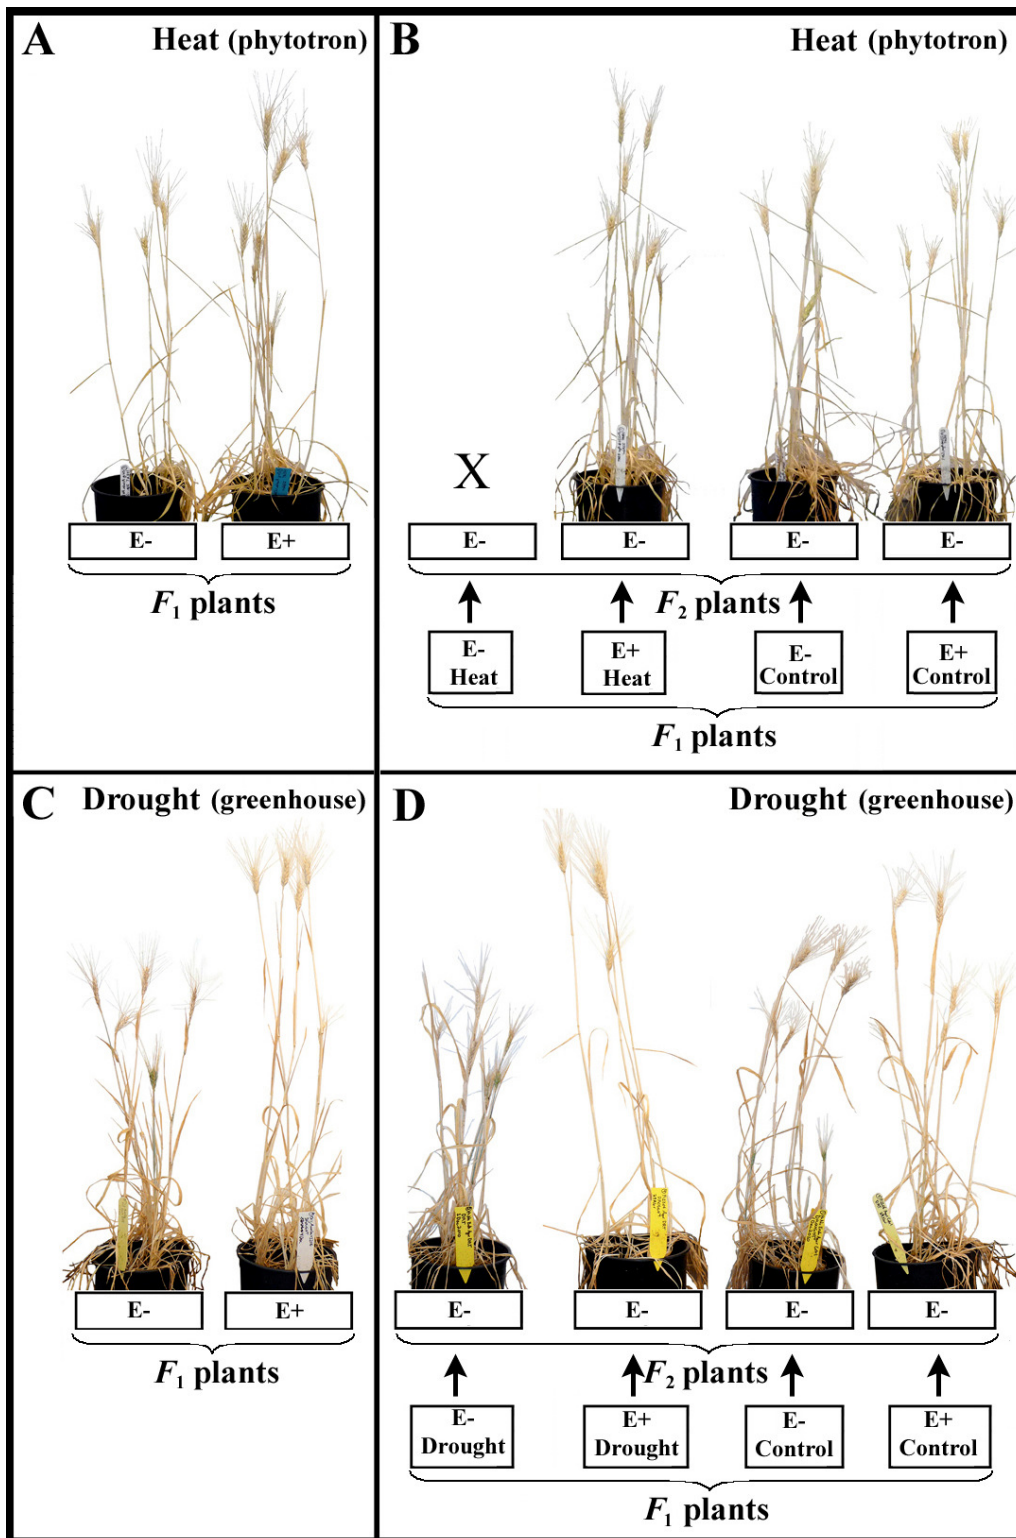 A
Heat (phytotron)
E-
E+
F1 plants
B
Heat (phytotron)
X
E-
E-
E-
E-
F2 plants
E-
Heat
E+
Heat
E-
Control
E+
Control
F1 plants
C
Drought (greenhouse)
E-
E+
F1 plants
D
Drought (greenhouse)
E-
E-
E-
E-
F2 plants
E-
Drought
E+
Drought
E-
Control
E+
Control
F1 plants